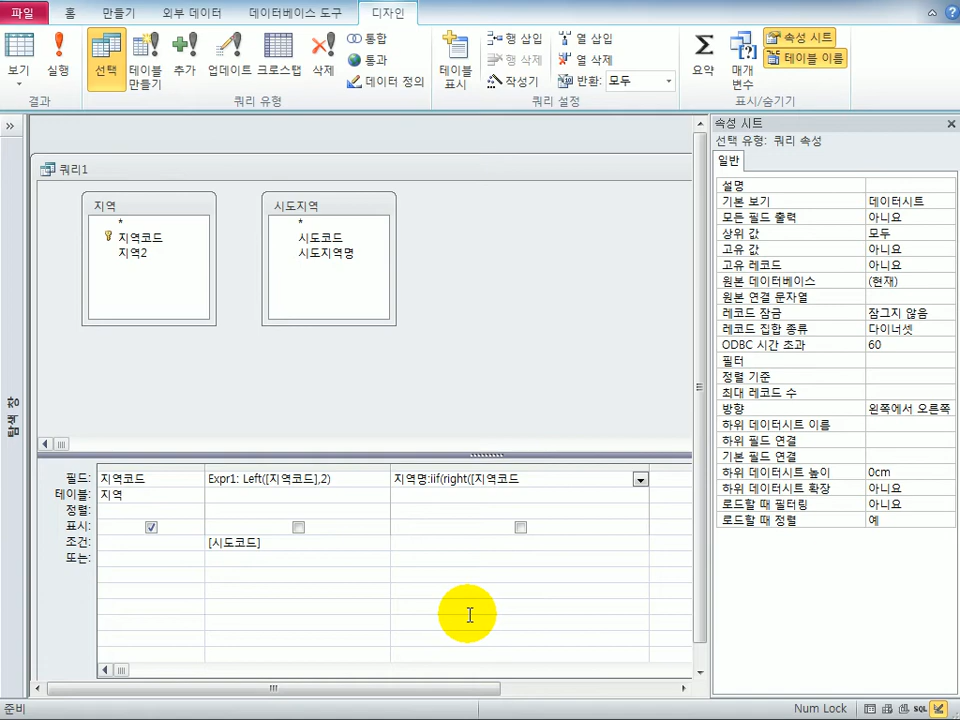 파일 홈 만들기 외부 데이터 데이터베이스 도구 디자인
보기 실행 선택 테이블 만들기 추가 업데이트 크로스탭 삭제
통합
통과
데이터 정의
테이블 표시
행 삽입
행 삭제
작성기
열 삽입
열 삭제
반환: 모두
요약
매개 변수
속성 시트
테이블 이름
결과 쿼리 유형 쿼리 설정 표시/숨기기
탐색 창
쿼리1
지역
*
지역코드
지역2
시도지역
*
시도코드
시도지역명
필드: 지역코드 Expr1: Left([지역코드],2) 지역명:iif(right([지역코드
테이블: 지역
정렬:
표시:
조건: [시도코드]
또는:
속성 시트
선택 유형: 쿼리 속성
일반
설명
기본 보기 데이터시트
모든 필드 출력 아니요
상위 값 모두
고유 값 아니요
고유 레코드 아니요
원본 데이터베이스 (현재)
원본 연결 문자열
레코드 잠금 잠그지 않음
레코드 집합 종류 다이너셋
ODBC 시간 초과 60
필터
정렬 기준
최대 레코드 수
방향 왼쪽에서 오른쪽
하위 데이터시트 이름
하위 필드 연결
기본 필드 연결
하위 데이터시트 높이 0cm
하위 데이터시트 확장 아니요
로드할 때 필터링 아니요
로드할 때 정렬 예
준비 Num Lock SQL